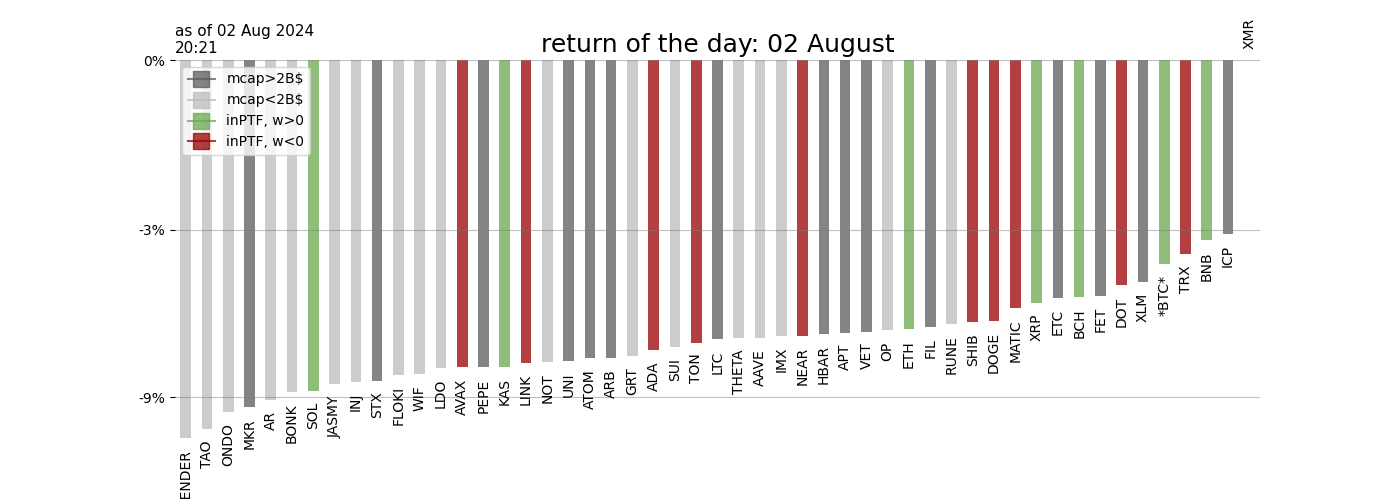 as of 02 Aug 2024
20:21
return of the day: 02 August
XMR
0%
mcap>2B$
mcap<2B$
inPTF, w>0
inPTF, w<0
-3%
-9%
ENDER
TAO
ONDO
MKR
AR
BONK
SOL
JASMY
INJ
STX
FLOKI
WIF
LDO
AVAX
PEPE
KAS
LINK
NOT
UNI
ATOM
ARB
GRT
ADA
SUI
TON
LTC
THETA
AAVE
IMX
NEAR
HBAR
APT
VET
OP
ETH
FIL
RUNE
SHIB
DOGE
MATIC
XRP
ETC
BCH
FET
DOT
XLM
*BTC*
TRX
BNB
ICP